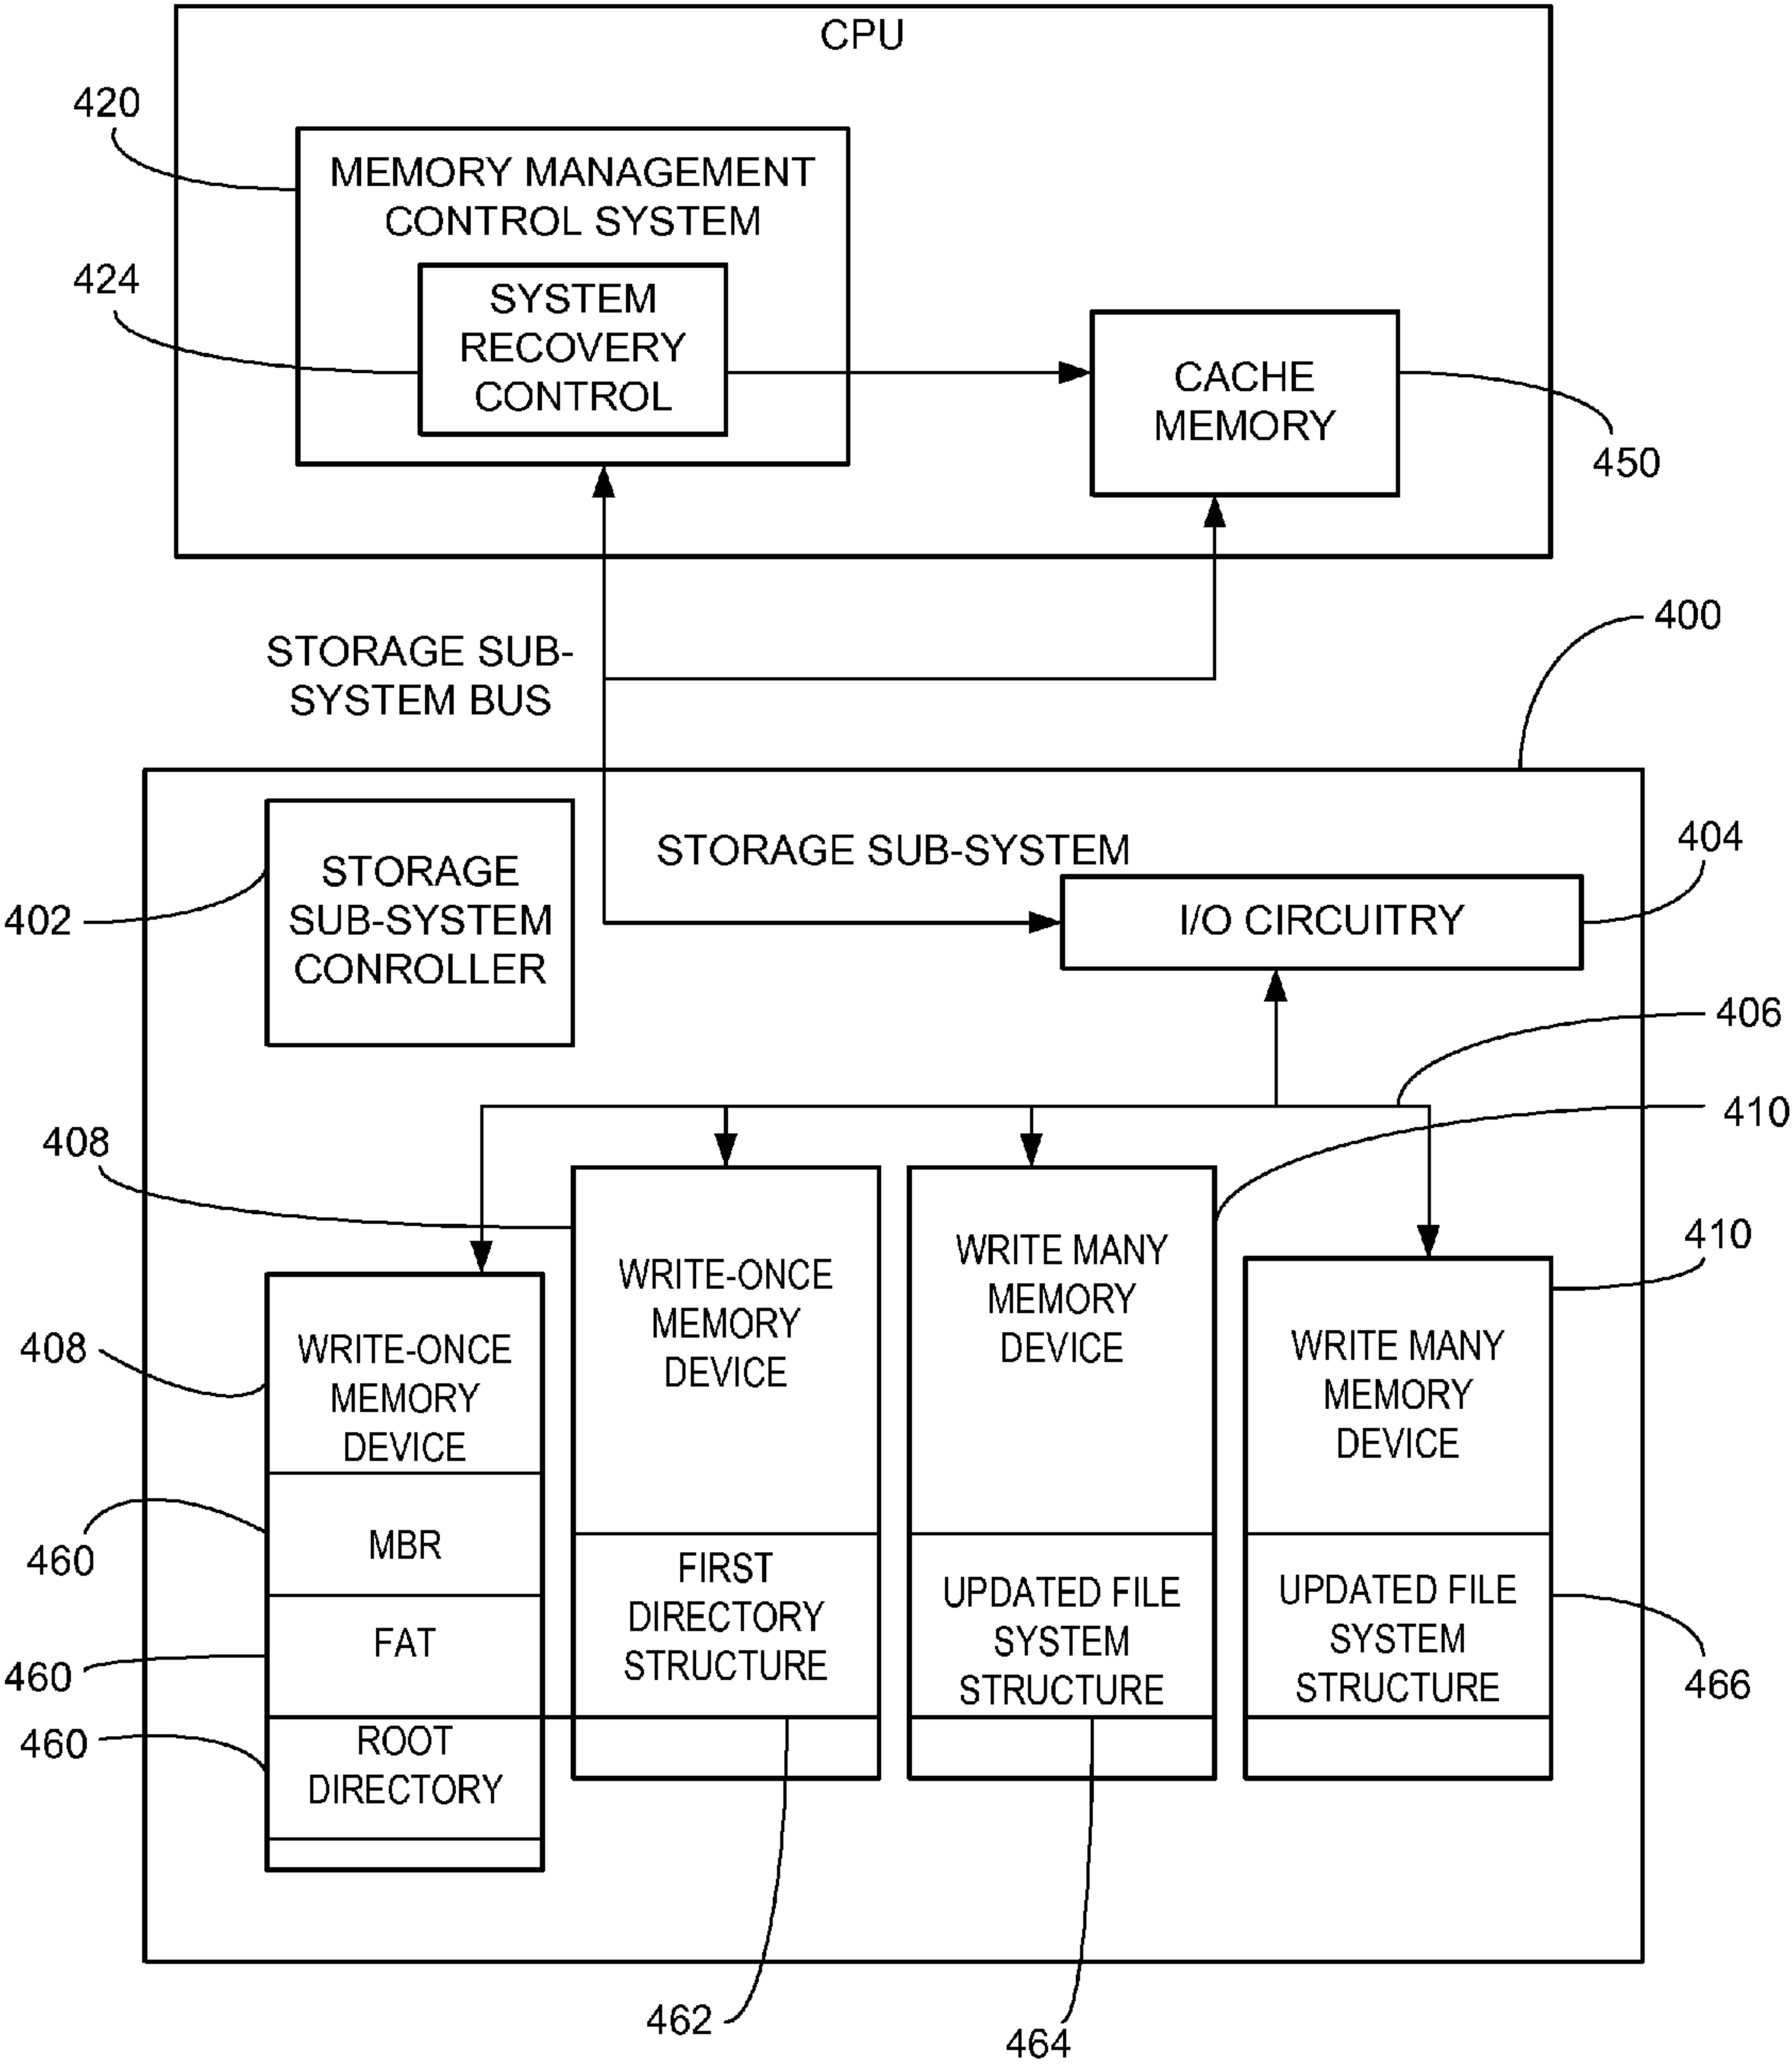 CPU
420
MEMORY MANAGEMENT
CONTROL SYSTEM
424
SYSTEM
RECOVERY
CONTROL
CACHE
MEMORY
450
STORAGE SUB-
SYSTEM BUS
400
STORAGE SUB-SYSTEM
402
STORAGE
SUB-SYSTEM
CONROLLER
404
I/O CIRCUITRY
406
410
408
408
WRITE-ONCE
MEMORY
DEVICE
460
MBR
460
FAT
460
ROOT
DIRECTORY
WRITE-ONCE
MEMORY
DEVICE
FIRST
DIRECTORY
STRUCTURE
WRITE MANY
MEMORY
DEVICE
UPDATED FILE
SYSTEM
STRUCTURE
410
WRITE MANY
MEMORY
DEVICE
UPDATED FILE
SYSTEM
STRUCTURE
466
462
464